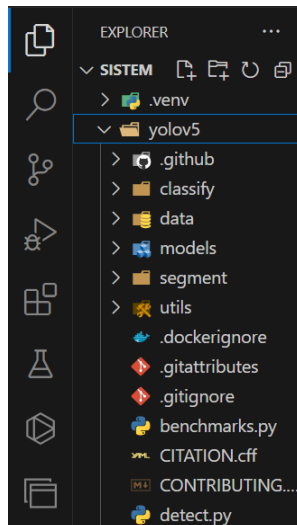 EXPLORER ...
SISTEM
.venv
yolov5
.github
classify
data
models
segment
utils
.dockerignore
.gitattributes
.gitignore
benchmarks.py
CITATION.cff
CONTRIBUTING....
detect.py